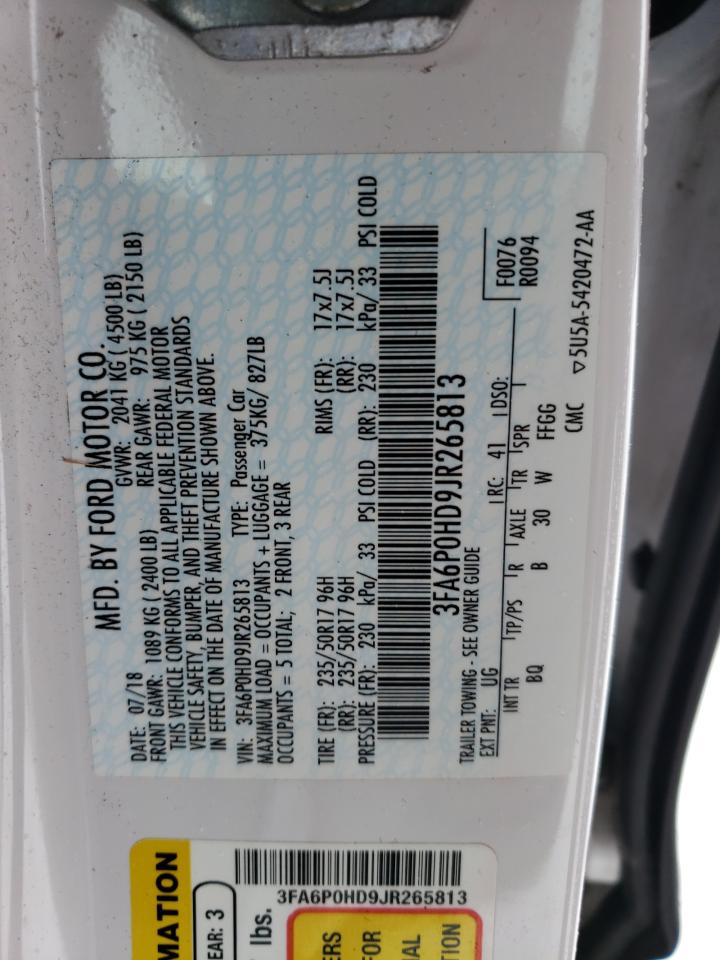 MFD. BY FORD MOTOR CO.
DATE: 07/18 GVWR: 2041 KG ( 4500 LB)
FRONT GAWR: 1089 KG ( 2400 LB) REAR GAWR: 975 KG ( 2150 LB)
THIS VEHICLE CONFORMS TO ALL APPLICABLE FEDERAL MOTOR
VEHICLE SAFETY, BUMPER, AND THEFT PREVENTION STANDARDS
IN EFFECT ON THE DATE OF MANUFACTURE SHOWN ABOVE.
VIN: 3FA6P0HD9JR265813 TYPE: Passenger Car
MAXIMUM LOAD = OCCUPANTS + LUGGAGE = 375KG/ 827LB
OCCUPANTS = 5 TOTAL; 2 FRONT, 3 REAR
TIRE (FR): 235/50R17 96H RIMS (FR): 17x7.5J
(RR): 235/50R17 96H (RR): 17x7.5J
PRESSURE (FR): 230 kPa/ 33 PSI COLD (RR): 230 kPa/ 33 PSI COLD
3FA6P0HD9JR265813
TRAILER TOWING - SEE OWNER GUIDE F0076
EXT PNT: UG RC: 41 DSO: R0094
INT TR TP/PS R AXLE TR SPR
BQ B 30 W FFGG
CMC ▽5U5A-5420472-AA
MATION
EAR: 3
lbs.
3FA6P0HD9JR265813
ERS
FOR
NAL
TION